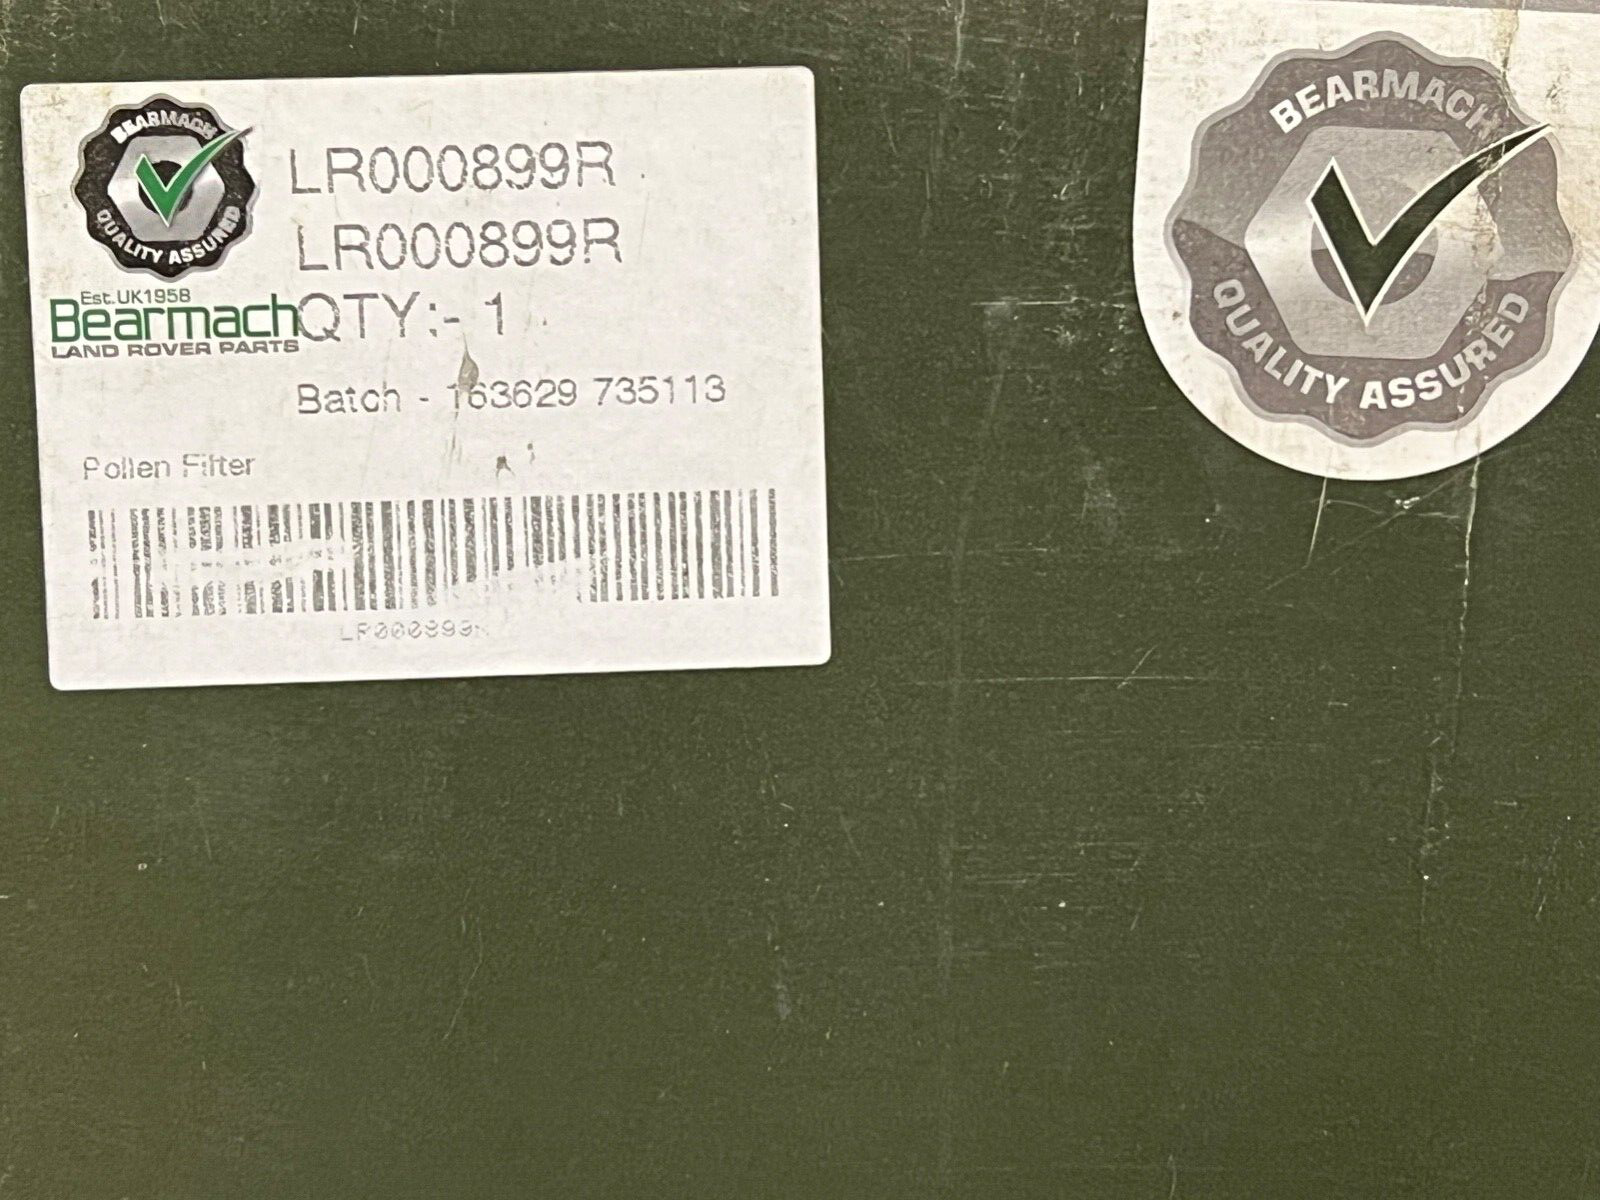 BEARMACH
QUALITY ASSURED
Est.UK1958
Bearmach
LAND ROVER PARTS
LR000899R
LR000899R
QTY:- 1
Batch - 163629 735113
Pollen Filter
LR000899R
BEARMACH
QUALITY ASSURED